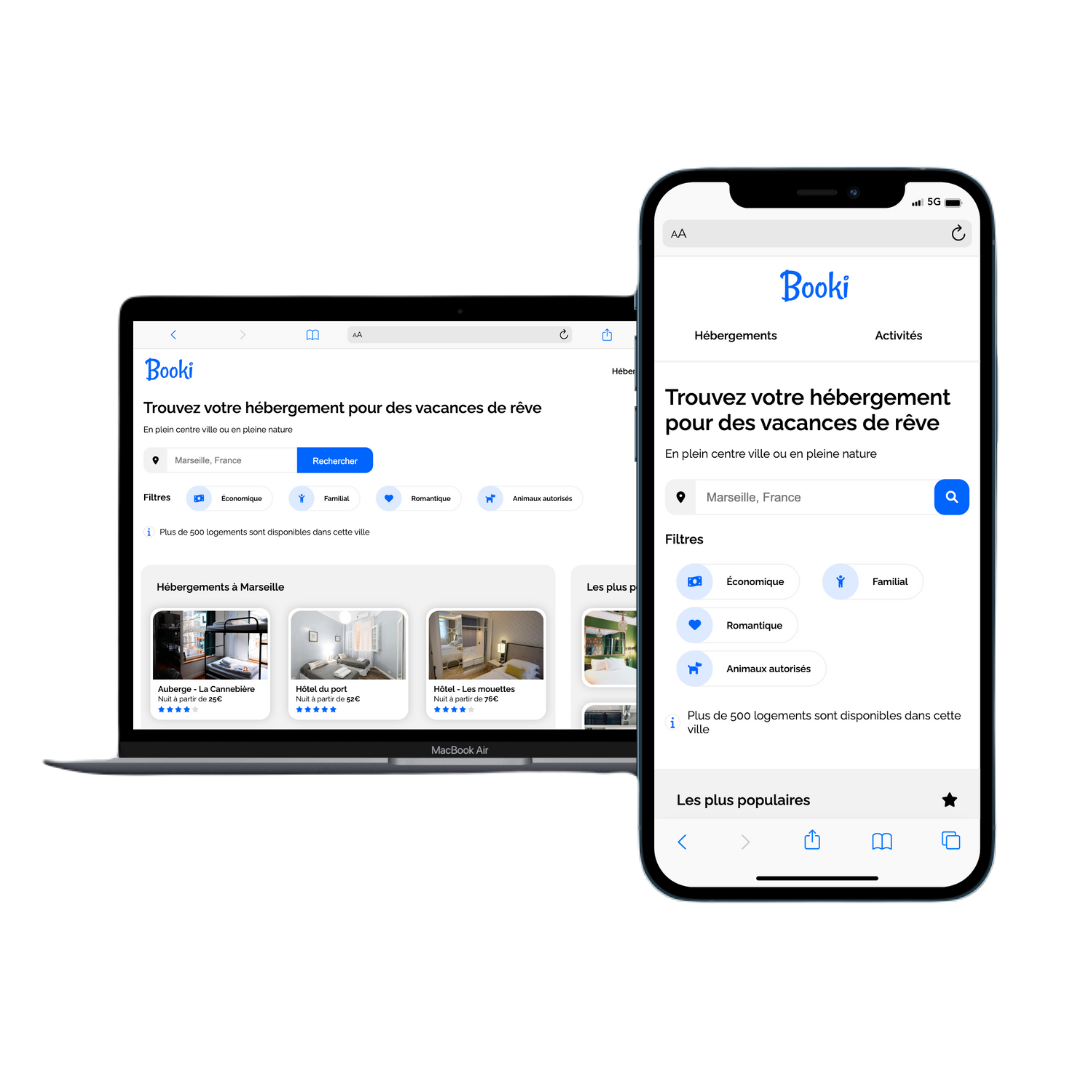 AA
Booki
Héber
Trouvez votre hébergement pour des vacances de rêve
En plein centre ville ou en pleine nature
Marseille, France
Rechercher
Filtres
Économique
Familial
Romantique
Animaux autorisés
i Plus de 500 logements sont disponibles dans cette ville
Hébergements à Marseille
Auberge - La Cannebière
Nuit à partir de 25€
Hôtel du port
Nuit à partir de 52€
Hôtel - Les mouettes
Nuit à partir de 76€
Les plus p
MacBook Air
5G
AA
Booki
Hébergements
Activités
Trouvez votre hébergement
pour des vacances de rêve
En plein centre ville ou en pleine nature
Marseille, France
Filtres
Économique
Familial
Romantique
Animaux autorisés
i Plus de 500 logements sont disponibles dans cette
ville
Les plus populaires